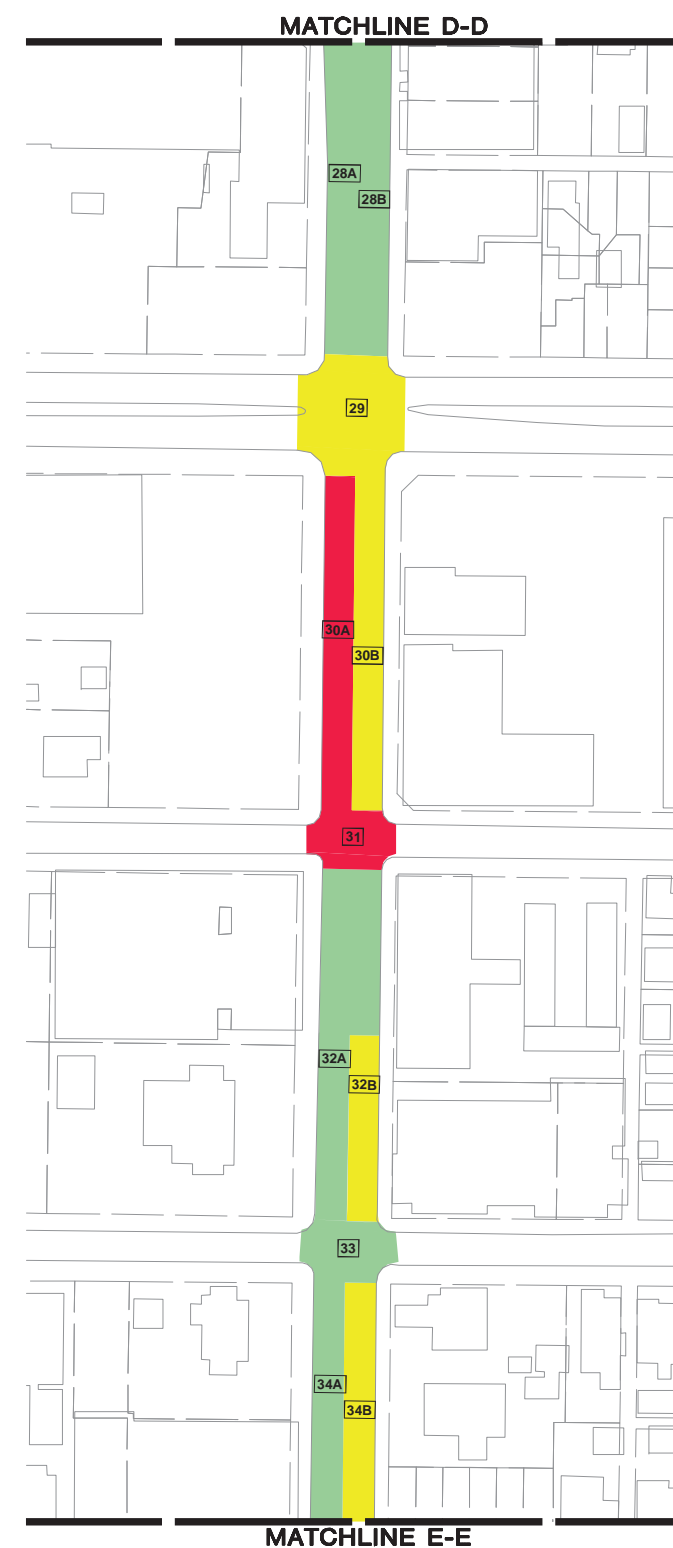 MATCHLINE D-D
28A
28B
29
30A
30B
31
32A
32B
33
34A
34B
MATCHLINE E-E